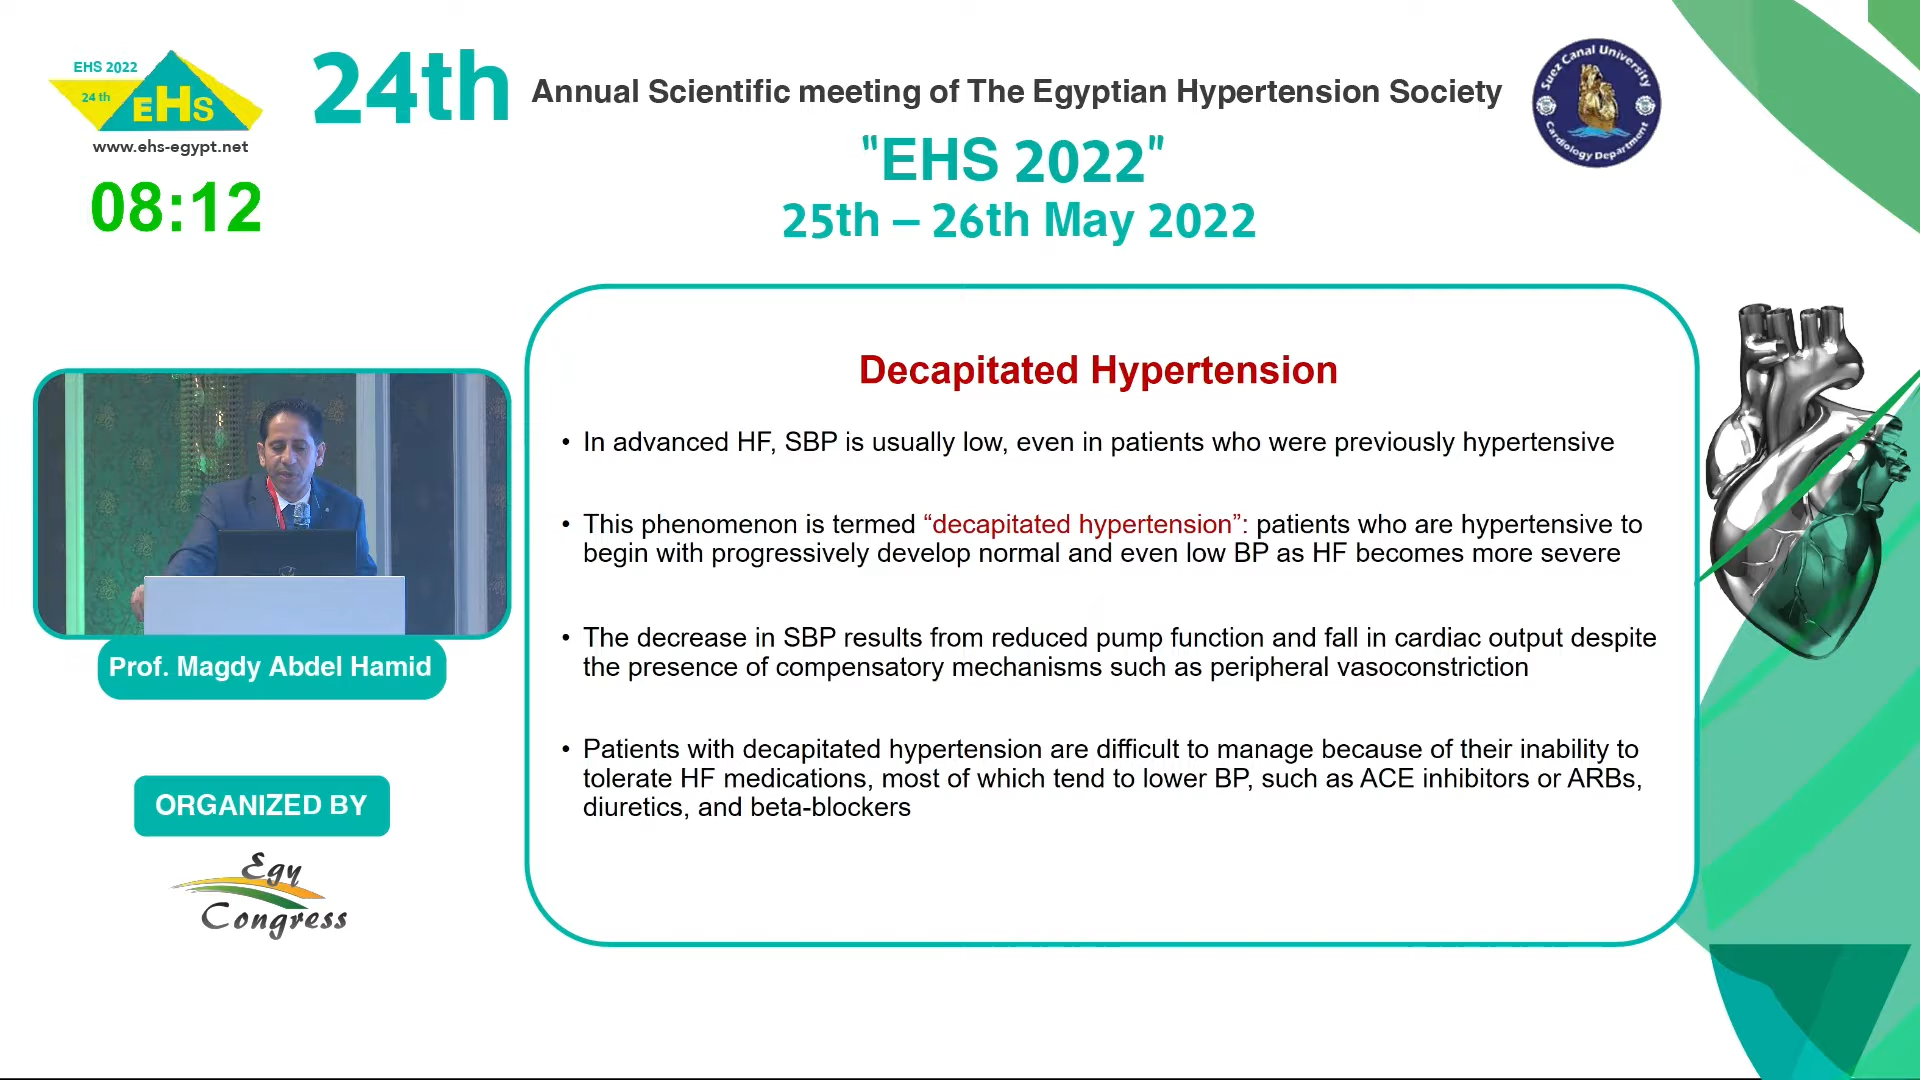 EHS 2022
24 th
EHS
www.ehs-egypt.net
08:12
24th
Annual Scientific meeting of The Egyptian Hypertension Society
"EHS 2022"
25th – 26th May 2022
Suez Canal University
Cardiology Department
Prof. Magdy Abdel Hamid
ORGANIZED BY
Egy
Congress
Decapitated Hypertension
• In advanced HF, SBP is usually low, even in patients who were previously hypertensive
• This phenomenon is termed “decapitated hypertension”: patients who are hypertensive to
begin with progressively develop normal and even low BP as HF becomes more severe
• The decrease in SBP results from reduced pump function and fall in cardiac output despite
the presence of compensatory mechanisms such as peripheral vasoconstriction
• Patients with decapitated hypertension are difficult to manage because of their inability to
tolerate HF medications, most of which tend to lower BP, such as ACE inhibitors or ARBs,
diuretics, and beta-blockers